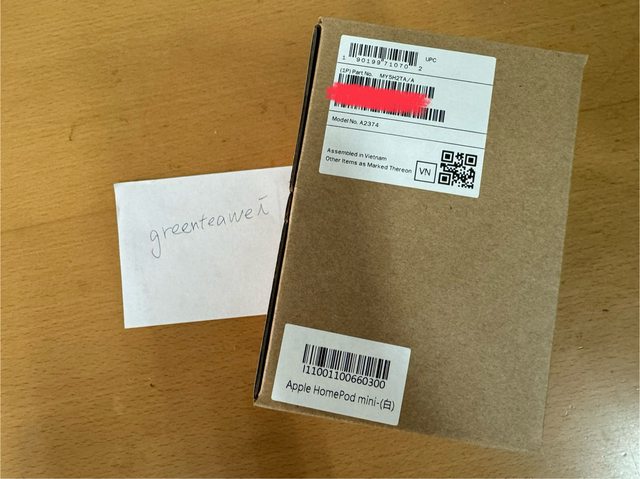 greenteawei
1 90199 71070 2
UPC
(1P) Part No. MY5H2TA/A
Model No. A2374
Assembled in Vietnam
Other Items as Marked Thereon
VN
I11001100660300
Apple HomePod mini-(白)